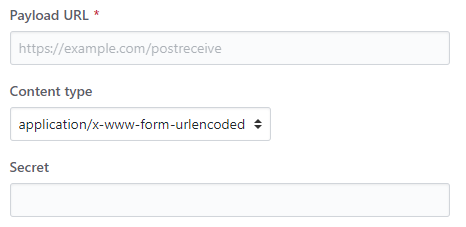 Payload URL *
https://example.com/postreceive
Content type
application/x-www-form-urlencoded
Secret